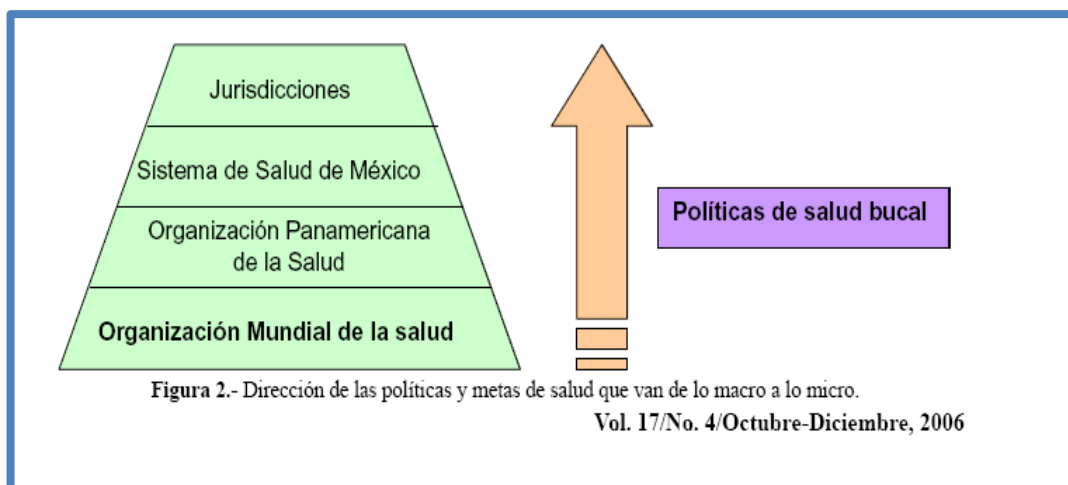 Jurisdicciones
Sistema de Salud de México
Organización Panamericana
de la Salud
Organización Mundial de la salud
Políticas de salud bucal
Figura 2.- Dirección de las políticas y metas de salud que van de lo macro a lo micro.
Vol. 17/No. 4/Octubre-Diciembre, 2006